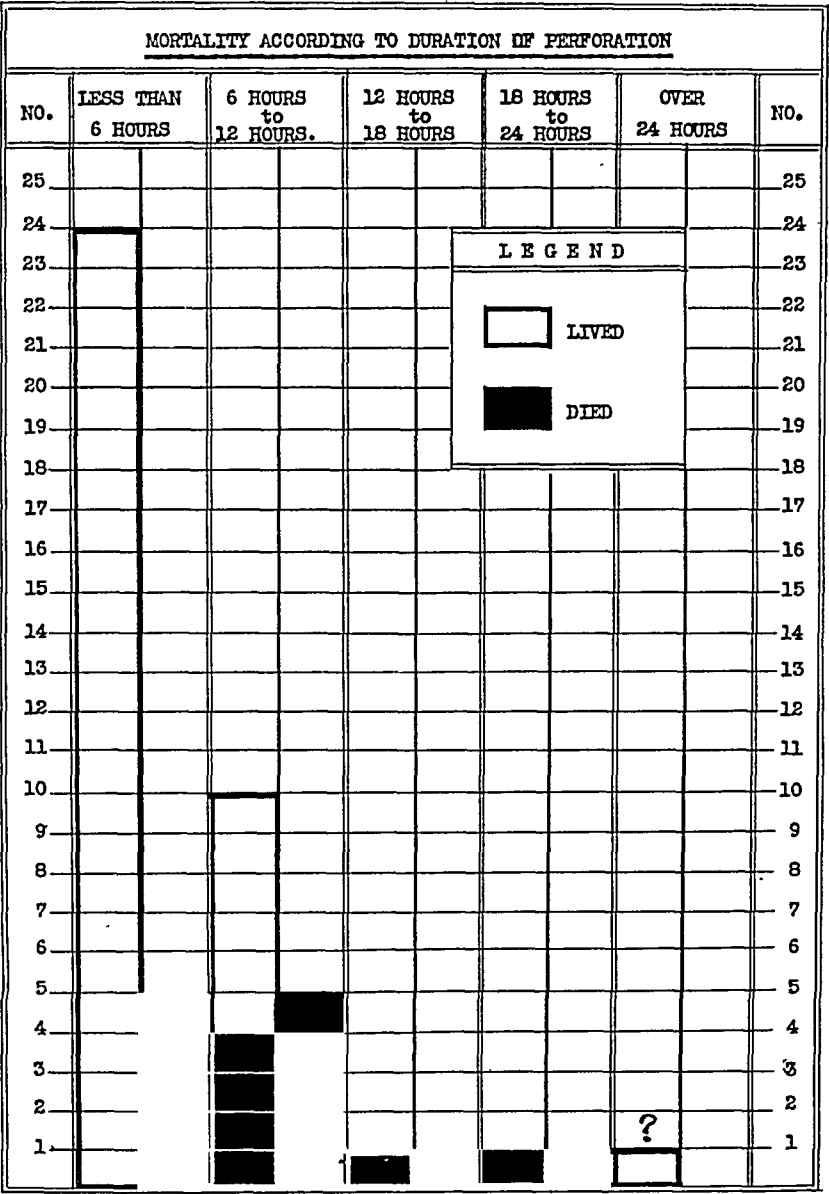 MORTALITY ACCORDING TO DURATION OF PERFORATION
NO.
LESS THAN
6 HOURS
6 HOURS
to
12 HOURS.
12 HOURS
to
18 HOURS
18 HOURS
to
24 HOURS
OVER
24 HOURS
NO.
25 25
24 24
LEGEND
23 23
22 22
LIVED
21 21
20 20
DIED
19 19
18 18
17 17
16 16
15 15
14 14
13 13
12 12
11 11
10 10
9 9
8 8
7 7
6 6
5 5
4 4
3 3
2 2
?
1 1